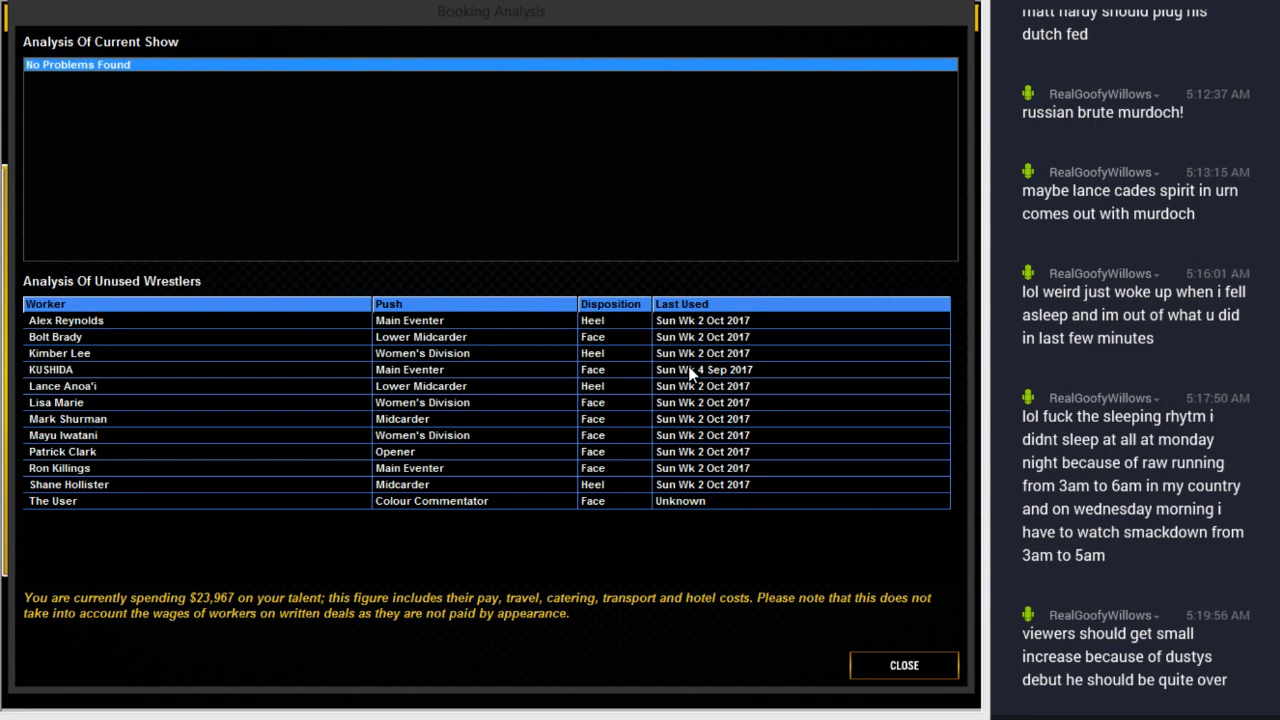 Booking Analysis
Analysis Of Current Show
No Problems Found
Analysis Of Unused Wrestlers
Worker Push Disposition Last Used
Alex Reynolds Main Eventer Heel Sun Wk 2 Oct 2017
Bolt Brady Lower Midcarder Face Sun Wk 2 Oct 2017
Kimber Lee Women's Division Heel Sun Wk 2 Oct 2017
KUSHIDA Main Eventer Face Sun Wk 4 Sep 2017
Lance Anoa'i Lower Midcarder Heel Sun Wk 2 Oct 2017
Lisa Marie Women's Division Face Sun Wk 2 Oct 2017
Mark Shurman Midcarder Face Sun Wk 2 Oct 2017
Mayu Iwatani Women's Division Face Sun Wk 2 Oct 2017
Patrick Clark Opener Face Sun Wk 2 Oct 2017
Ron Killings Main Eventer Face Sun Wk 2 Oct 2017
Shane Hollister Midcarder Heel Sun Wk 2 Oct 2017
The User Colour Commentator Face Unknown
You are currently spending $23,967 on your talent; this figure includes their pay, travel, catering, transport and hotel costs. Please note that this does not
take into account the wages of workers on written deals as they are not paid by appearance.
CLOSE
matt hardy should plug his
dutch fed
RealGoofyWillows 5:12:37 AM
russian brute murdoch!
RealGoofyWillows 5:13:15 AM
maybe lance cades spirit in urn
comes out with murdoch
RealGoofyWillows 5:16:01 AM
lol weird just woke up when i fell
asleep and im out of what u did
in last few minutes
RealGoofyWillows 5:17:50 AM
lol fuck the sleeping rhytm i
didnt sleep at all at monday
night because of raw running
from 3am to 6am in my country
and on wednesday morning i
have to watch smackdown from
3am to 5am
RealGoofyWillows 5:19:56 AM
viewers should get small
increase because of dustys
debut he should be quite over